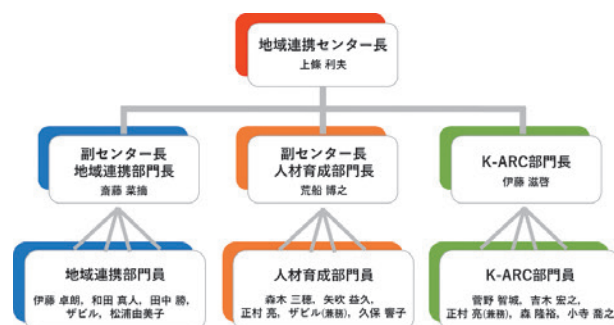 地域連携センター長
上條 利夫
副センター長
地域連携部門長
斎藤 菜摘
副センター長
人材育成部門長
荒船 博之
K-ARC部門長
伊藤 滋啓
地域連携部門員
伊藤 卓朗，和田 真人，田中 勝，
ザビル，松浦由美子
人材育成部門員
森木 三穂，矢吹 益久，
正村 亮，ザビル(兼務)，久保 響子
K-ARC部門員
菅野 智城，吉木 宏之，
正村 亮(兼務)，森 隆裕，小寺 喬之